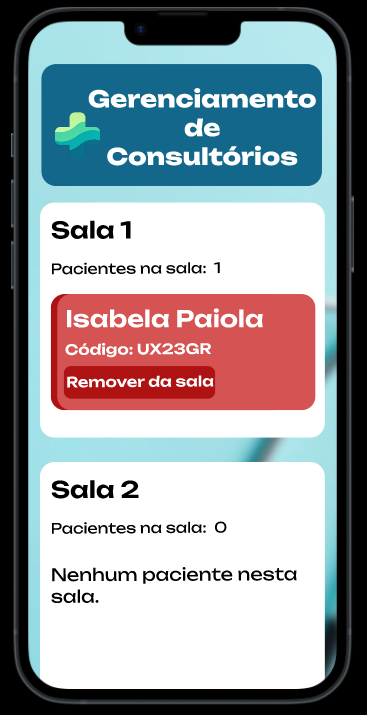 Gerenciamento
de
Consultórios
Sala 1
Pacientes na sala: 1
Isabela Paiola
Código: UX23GR
Remover da sala
Sala 2
Pacientes na sala: 0
Nenhum paciente nesta
sala.